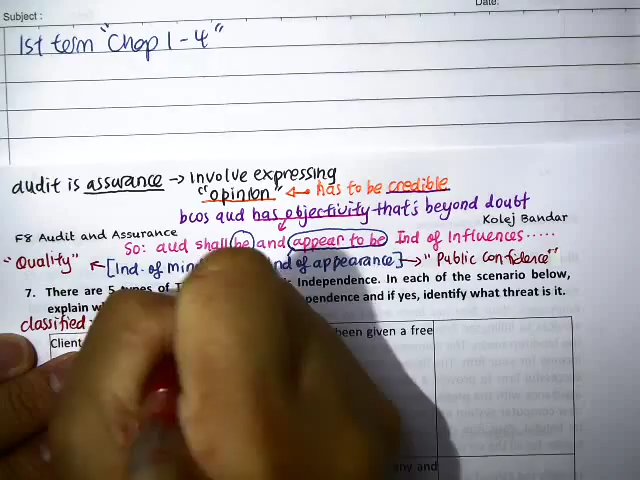 Subject :
Date:
1st term "Chap 1 - 4"
audit is assurance → Involve expressing
"opinion" ← Has to be credible
bcos aud has objectivity that's beyond doubt
F8 Audit and Assurance
Kolej Bandar
So: aud shall be and appear to be Ind of Influences .....
"Quality" ← [Ind. of min Ind of appearance] → "Public confidence"
7. There are 5 types of Independence. In each of the scenario below,
explain w pendence and if yes, identify what threat is it.
classified
Client been given a free
any and